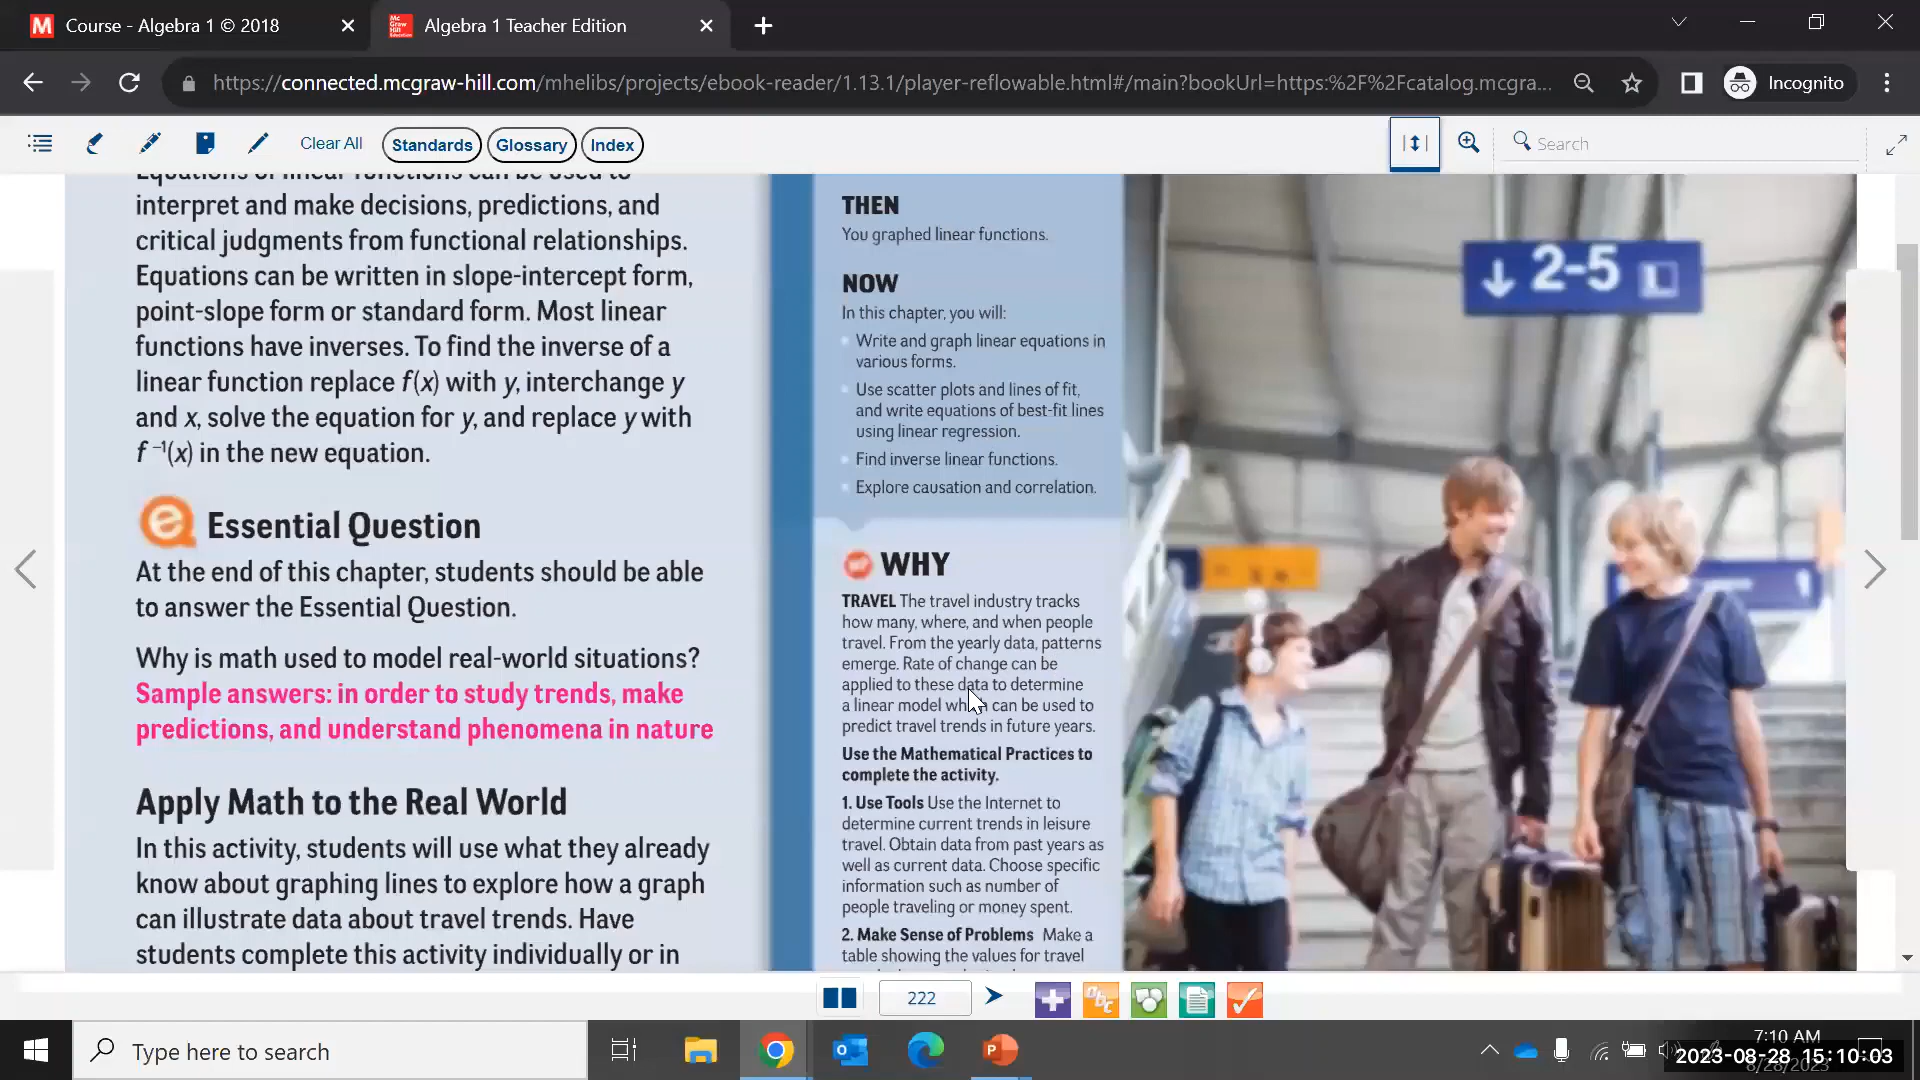 Course - Algebra 1 © 2018
Algebra 1 Teacher Edition
https://connected.mcgraw-hill.com/mhelibs/projects/ebook-reader/1.13.1/player-reflowable.html#/main?bookUrl=https:%2F%2Fcatalog.mcgra...
Incognito
Clear All
Standards
Glossary
Index
Search
Equations of linear functions can be used to
interpret and make decisions, predictions, and
critical judgments from functional relationships.
Equations can be written in slope-intercept form,
point-slope form or standard form. Most linear
functions have inverses. To find the inverse of a
linear function replace f(x) with y, interchange y
and x, solve the equation for y, and replace y with
f⁻¹(x) in the new equation.
Essential Question
At the end of this chapter, students should be able
to answer the Essential Question.
Why is math used to model real-world situations?
Sample answers: in order to study trends, make
predictions, and understand phenomena in nature
Apply Math to the Real World
In this activity, students will use what they already
know about graphing lines to explore how a graph
can illustrate data about travel trends. Have
students complete this activity individually or in
THEN
You graphed linear functions.
NOW
In this chapter, you will:
Write and graph linear equations in
various forms.
Use scatter plots and lines of fit,
and write equations of best-fit lines
using linear regression.
Find inverse linear functions.
Explore causation and correlation.
WHY
TRAVEL The travel industry tracks
how many, where, and when people
travel. From the yearly data, patterns
emerge. Rate of change can be
applied to these data to determine
a linear model which can be used to
predict travel trends in future years.
Use the Mathematical Practices to
complete the activity.
1. Use Tools Use the Internet to
determine current trends in leisure
travel. Obtain data from past years as
well as current data. Choose specific
information such as number of
people traveling or money spent.
2. Make Sense of Problems Make a
table showing the values for travel
2-5
222
Type here to search
7:10 AM
8/28/2023
2023-08-28 15:10:03